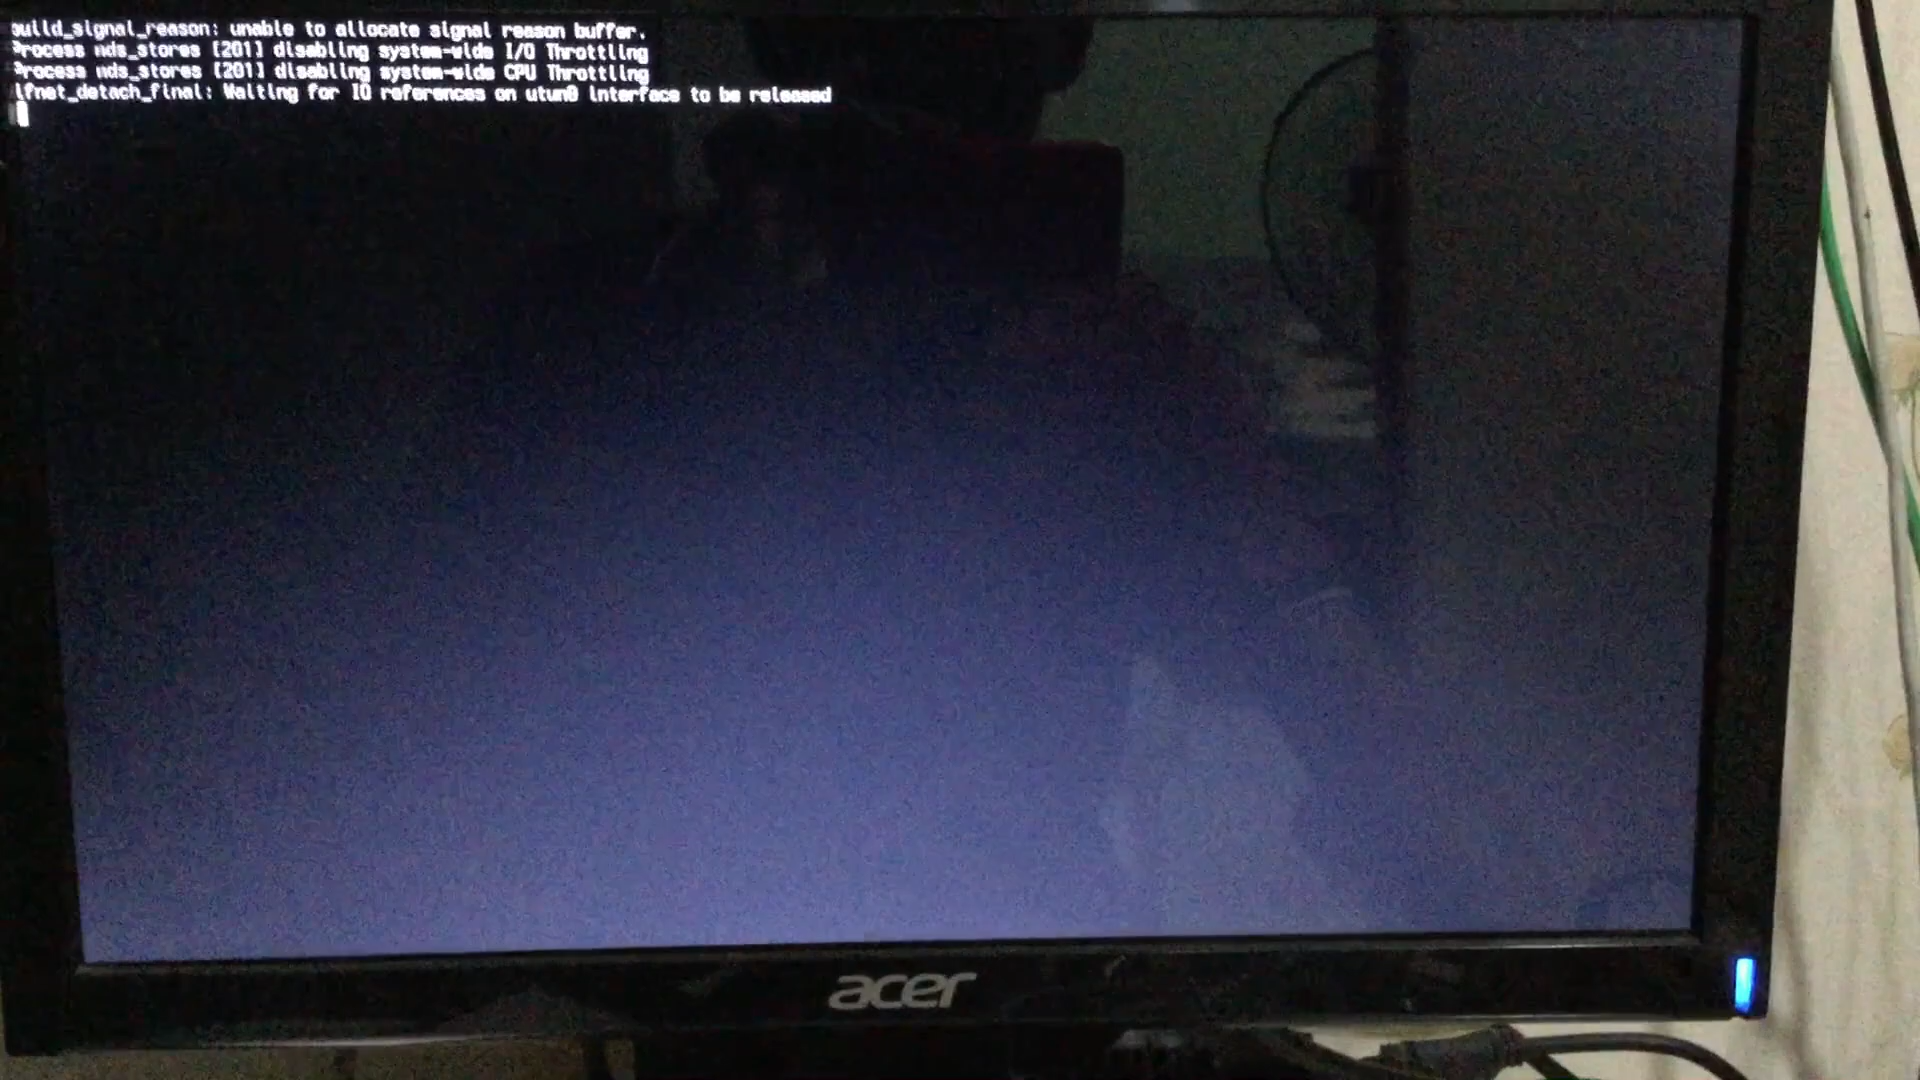 build_signal_reason: unable to allocate signal reason buffer.
Process mds_stores [201] disabling system-wide I/O Throttling
Process mds_stores [201] disabling system-wide CPU Throttling
ifnet_detach_final: Waiting for IO references on utun0 interface to be released
acer